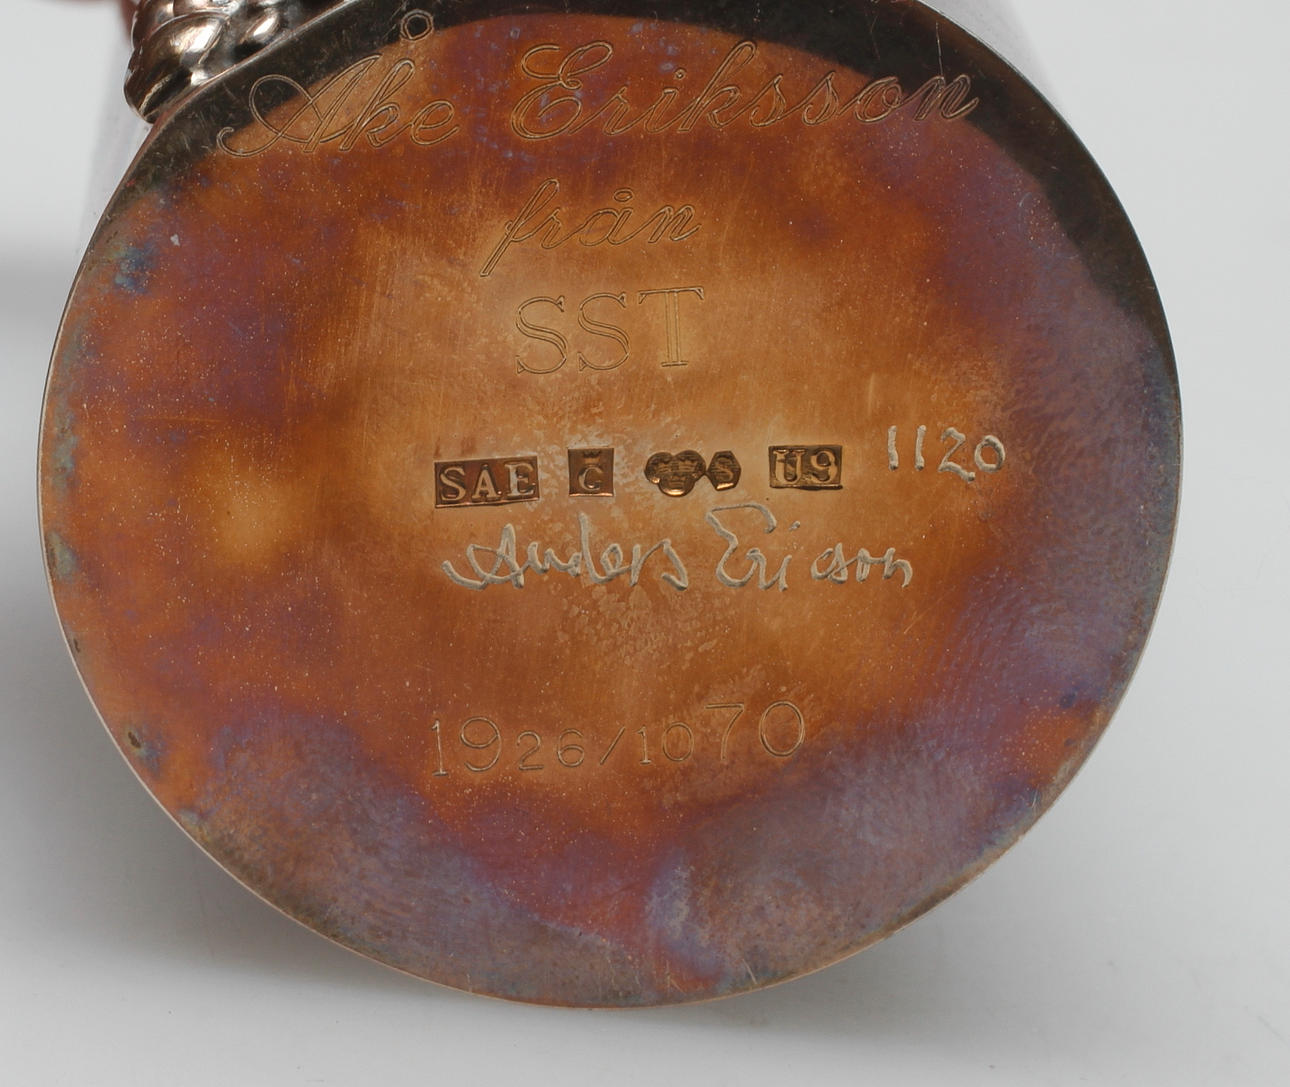 Åke Eriksson
från
SST
SAE C S U9 1120
Anders Ericson
1926/1070